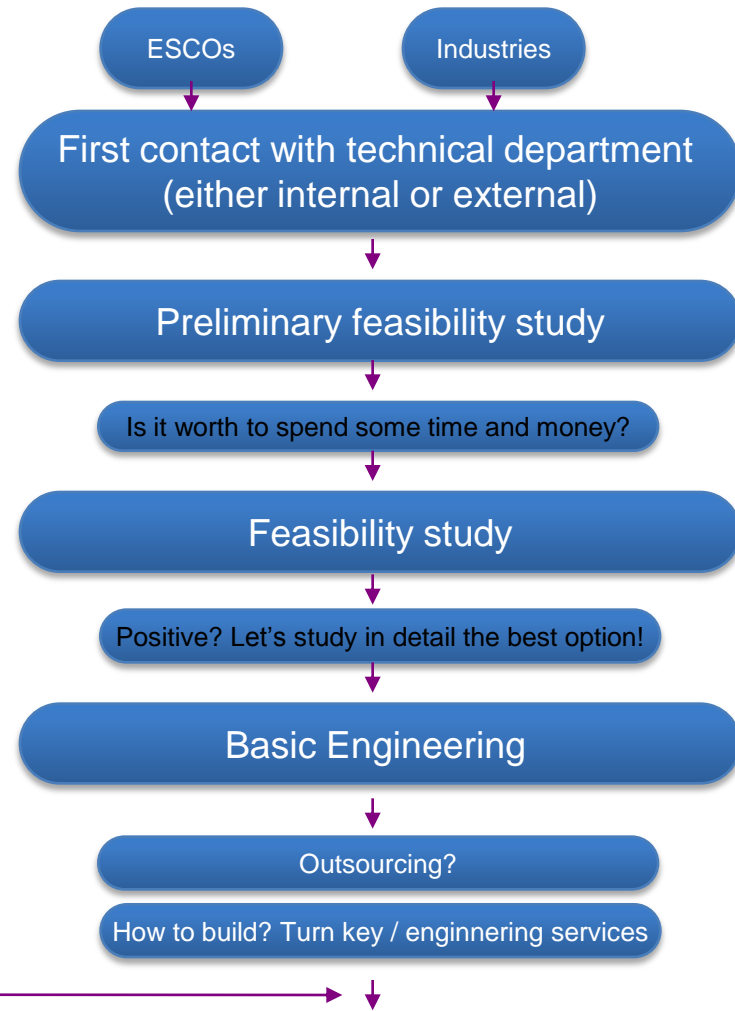 ESCOs
Industries
First contact with technical department
(either internal or external)
Preliminary feasibility study
Is it worth to spend some time and money?
Feasibility study
Positive? Let’s study in detail the best option!
Basic Engineering
Outsourcing?
How to build? Turn key / enginnering services